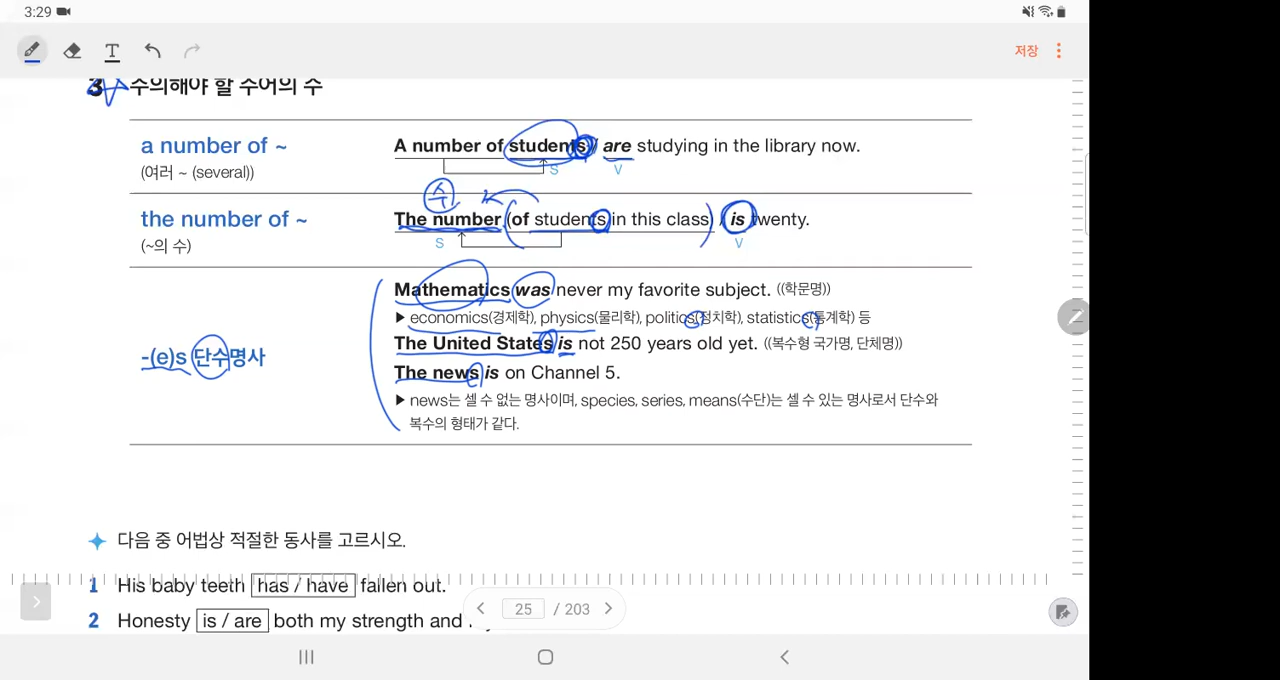 3:29
저장
3 주의해야 할 주어의 수
a number of ~
(여러 ~ (several))
A number of students / are studying in the library now.
S V
수
the number of ~
(~의 수)
The number (of students in this class) / is twenty.
S V
-(e)s 단수명사
Mathematics was never my favorite subject. ((학문명))
▶ economics(경제학), physics(물리학), politics(정치학), statistics(통계학) 등
The United States is not 250 years old yet. ((복수형 국가명, 단체명))
The news is on Channel 5.
▶ news는 셀 수 없는 명사이며, species, series, means(수단)는 셀 수 있는 명사로서 단수와
복수의 형태가 같다.
다음 중 어법상 적절한 동사를 고르시오.
1 His baby teeth has / have fallen out.
2 Honesty is / are both my strength and
25 / 203